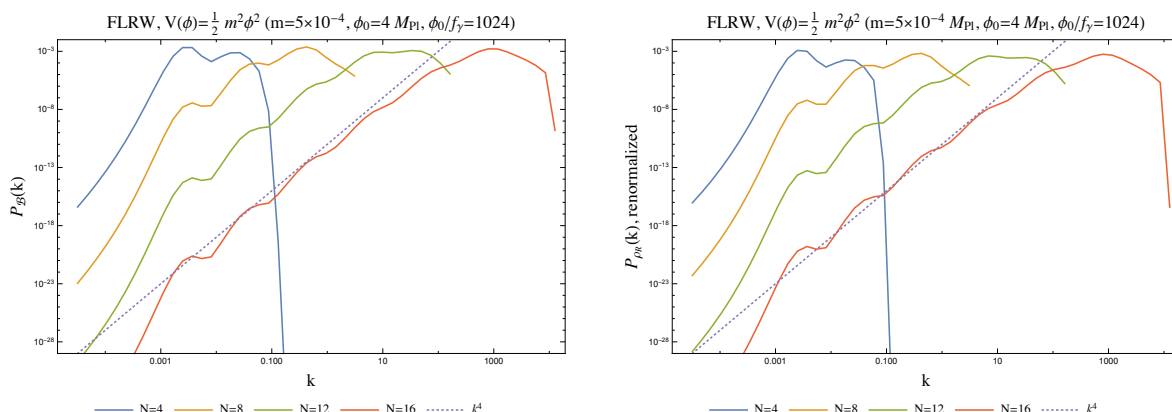 FLRW, V(ϕ)=½ m²ϕ² (m=5×10⁻⁴, ϕ0=4 M_Pl, ϕ0/f_γ=1024)
10⁻³
10⁻⁸
10⁻¹³
10⁻¹⁸
10⁻²³
10⁻²⁸
P_ℬ(k)
0.001 0.100 10 1000
k
N=4 N=8 N=12 N=16 k⁴
FLRW, V(ϕ)=½ m²ϕ² (m=5×10⁻⁴ M_Pl, ϕ0=4 M_Pl, ϕ0/f_γ=1024)
10⁻³
10⁻⁸
10⁻¹³
10⁻¹⁸
10⁻²³
10⁻²⁸
P_ρ_R(k), renormalized
0.001 0.100 10 1000
k
N=4 N=8 N=12 N=16 k⁴